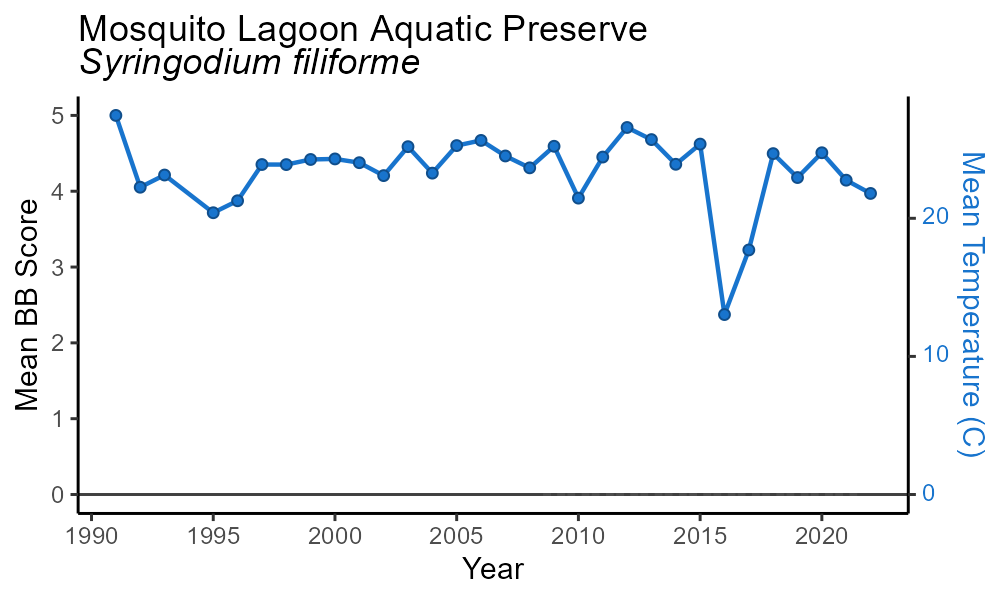 Mosquito Lagoon Aquatic Preserve
Syringodium filiforme
Mean BB Score
5
4
3
2
1
0
20
10
0
Mean Temperature (C)
1990 1995 2000 2005 2010 2015 2020
Year